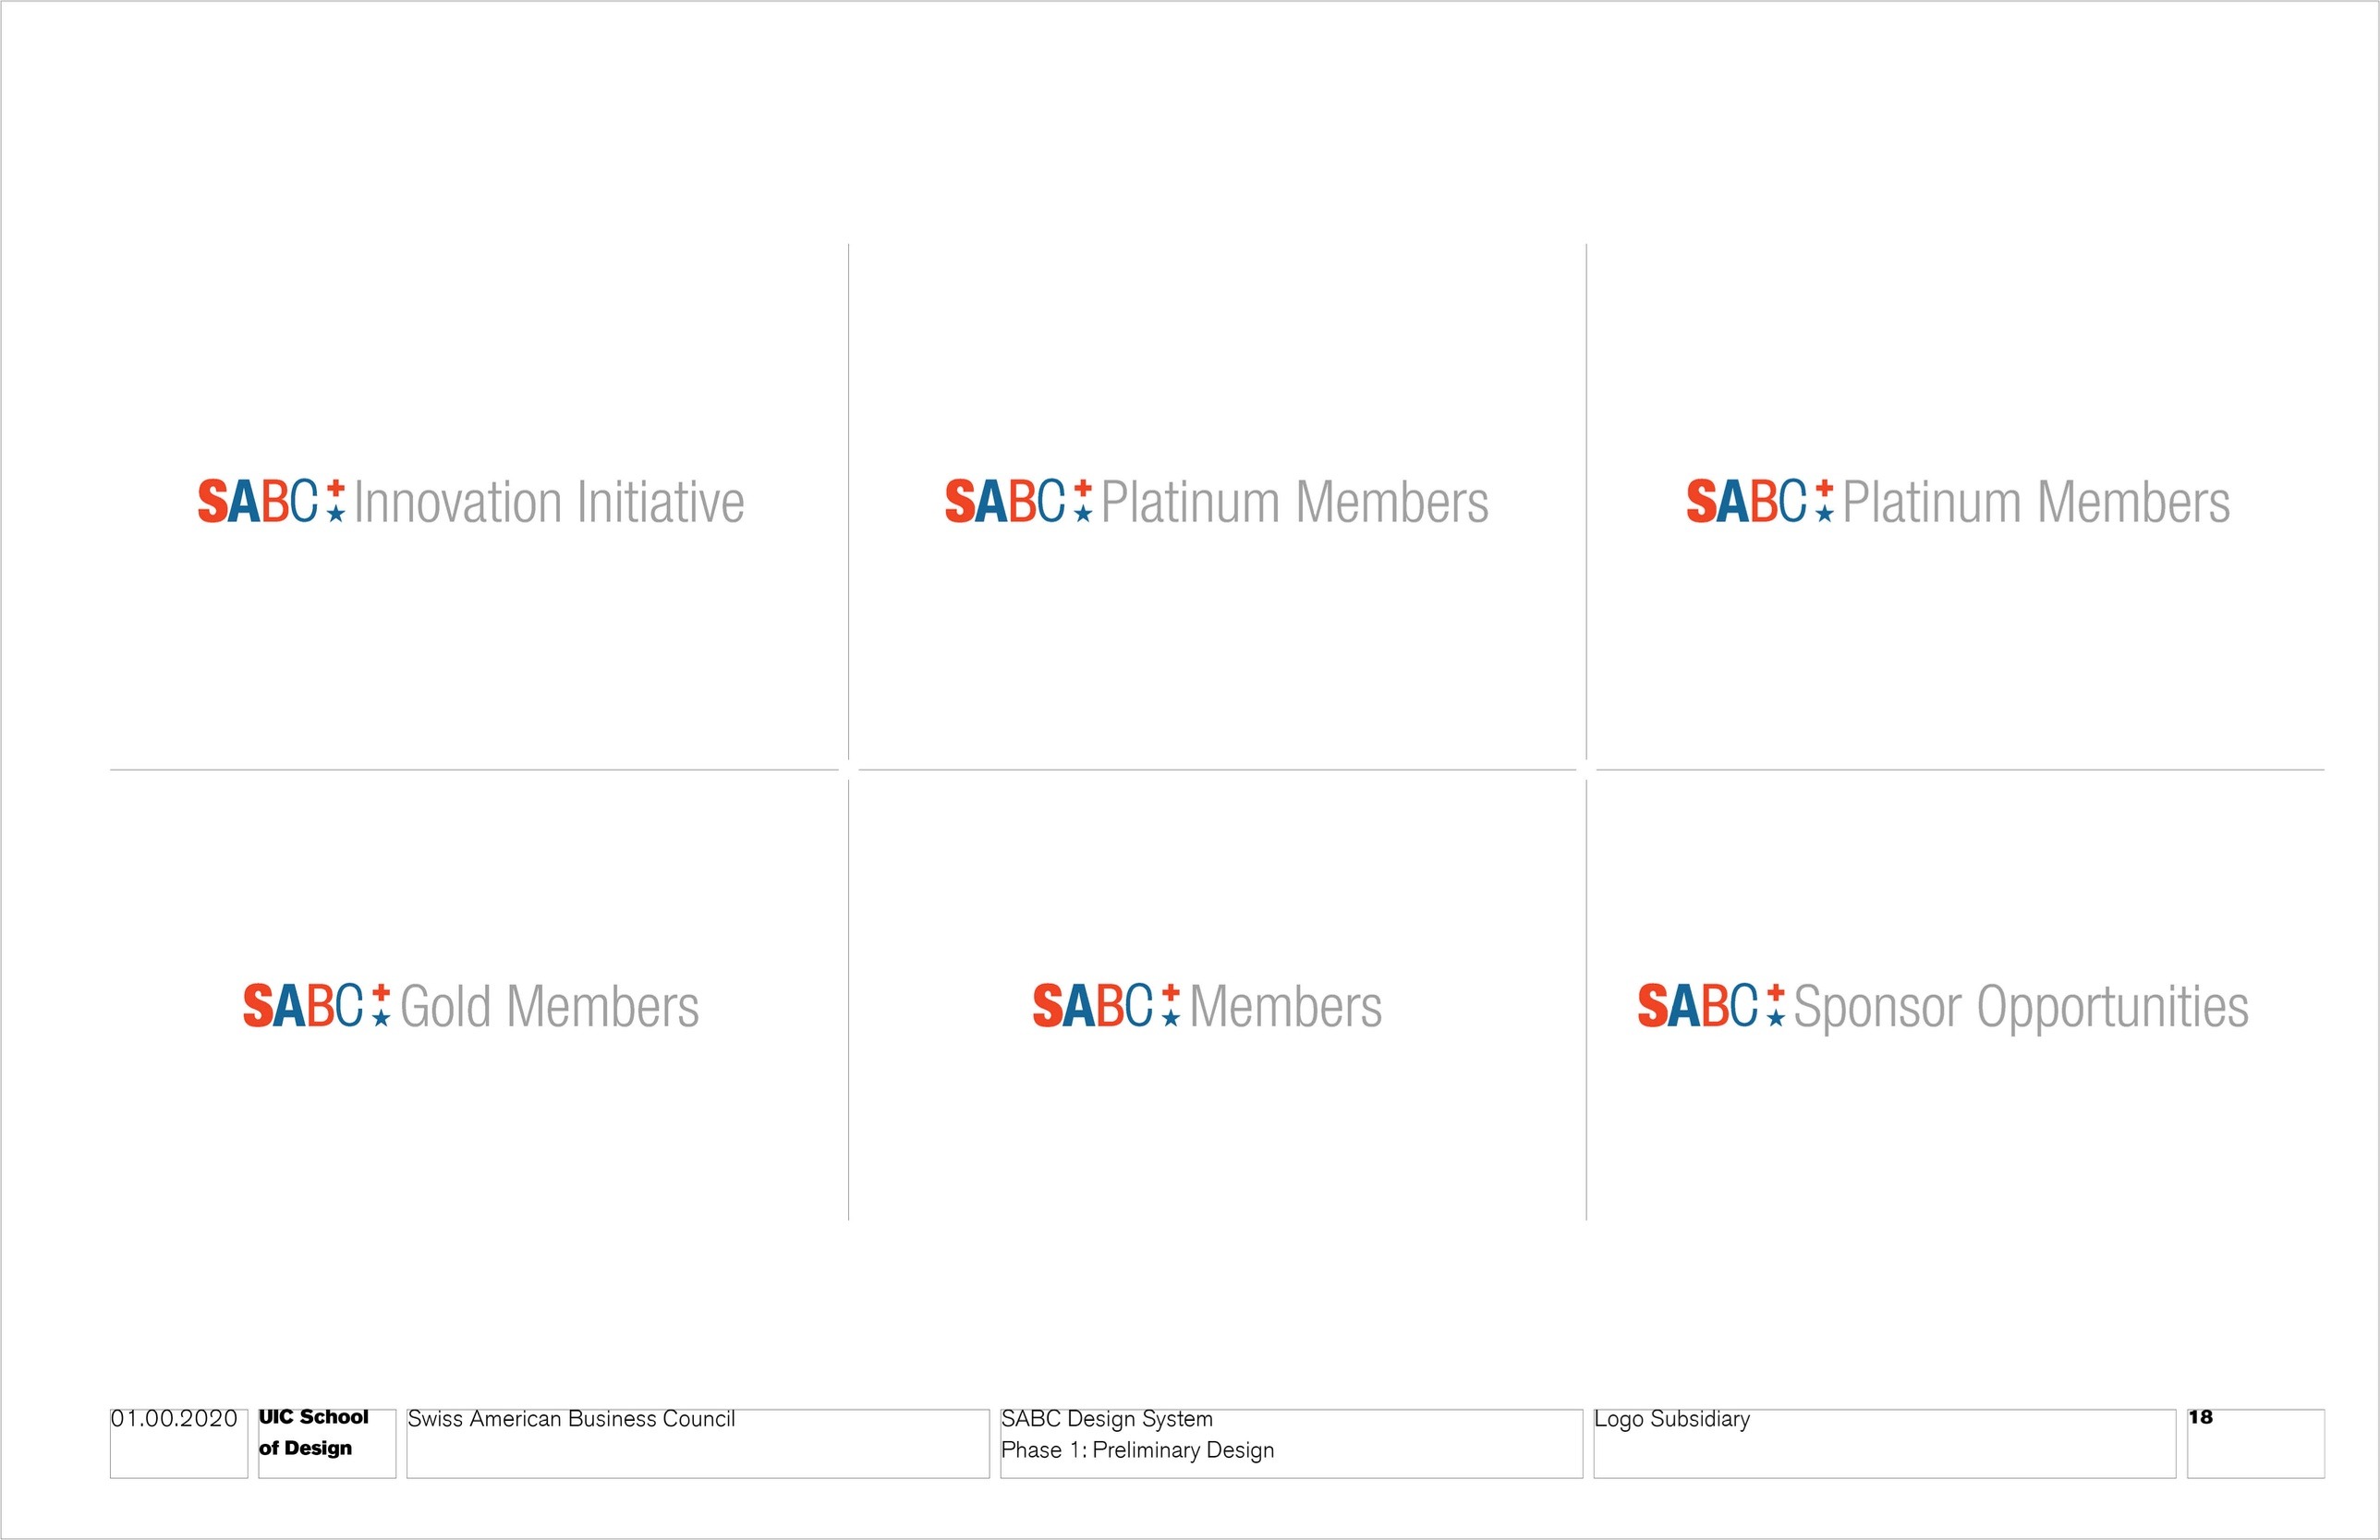 SABC Innovation Initiative
SABC Platinum Members
SABC Platinum Members
SABC Gold Members
SABC Members
SABC Sponsor Opportunities
01.00.2020
UIC School
of Design
Swiss American Business Council
SABC Design System
Phase 1: Preliminary Design
Logo Subsidiary
18